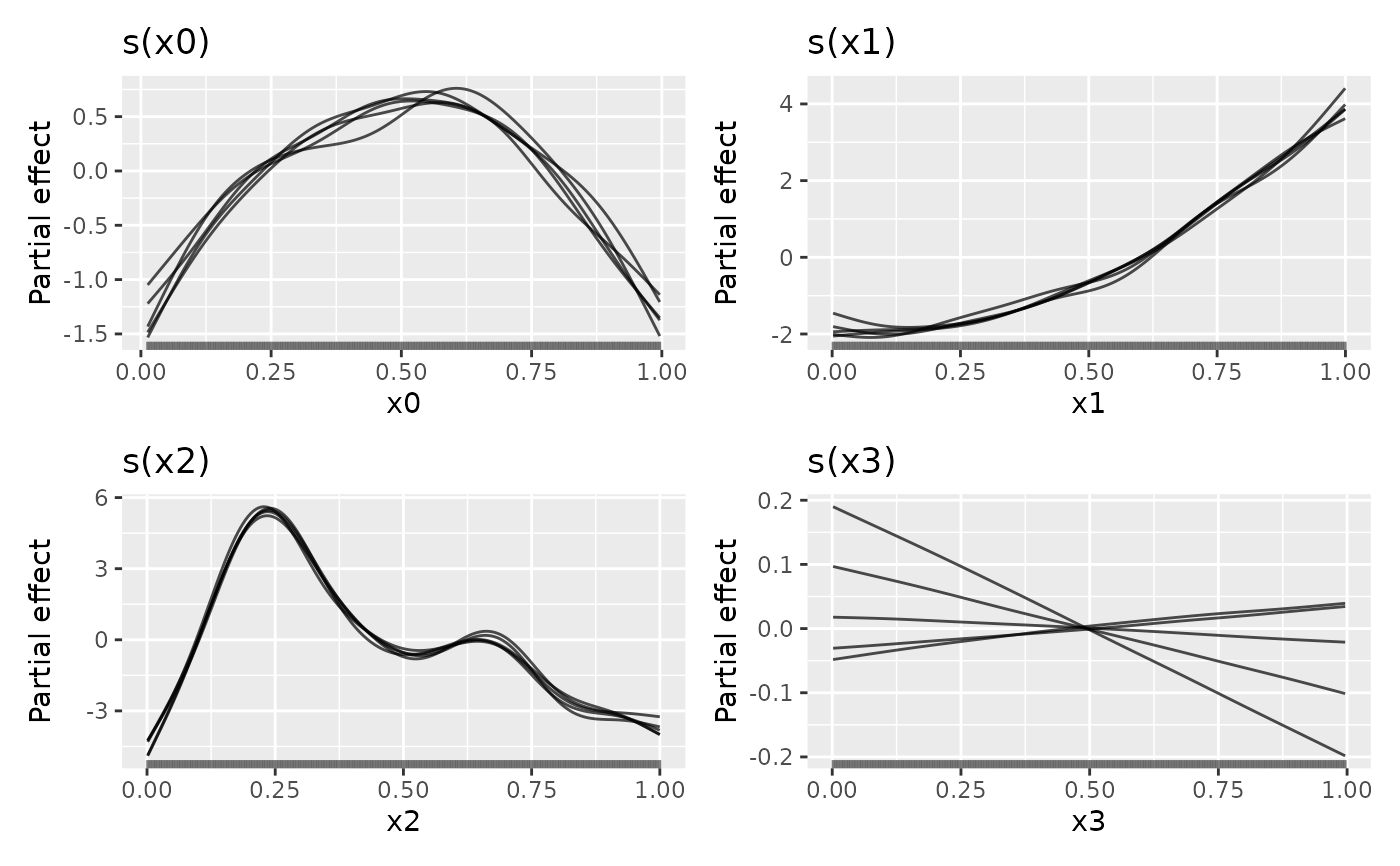 s(x0)
Partial effect
0.5
0.0
-0.5
-1.0
-1.5
0.00 0.25 0.50 0.75 1.00
x0
s(x1)
Partial effect
4
2
0
-2
0.00 0.25 0.50 0.75 1.00
x1
s(x2)
Partial effect
6
3
0
-3
0.00 0.25 0.50 0.75 1.00
x2
s(x3)
Partial effect
0.2
0.1
0.0
-0.1
-0.2
0.00 0.25 0.50 0.75 1.00
x3